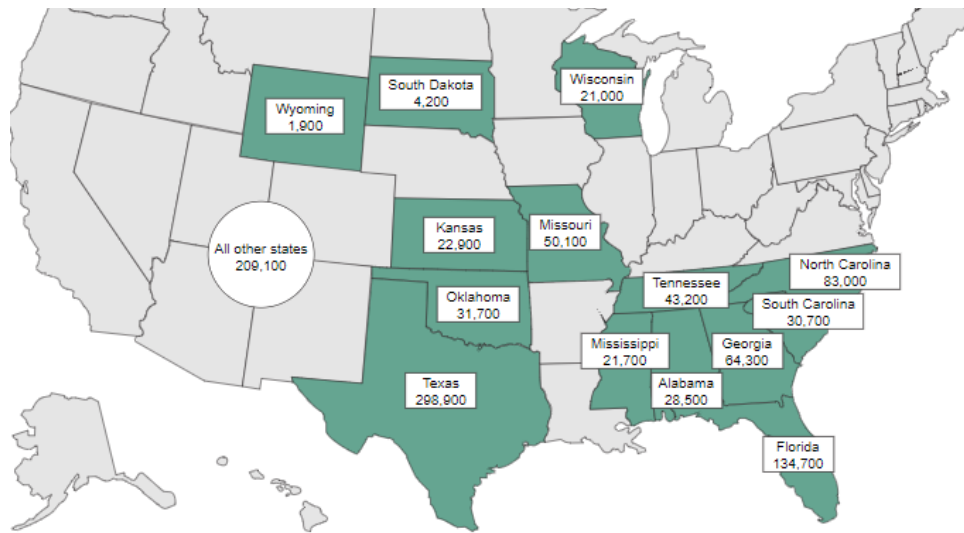 Wisconsin
21,000
South Dakota
4,200
Wyoming
1,900
Kansas
22,900
Missouri
50,100
All other states
209,100
North Carolina
83,000
Tennessee
43,200
Oklahoma
31,700
South Carolina
30,700
Mississippi
21,700
Georgia
64,300
Texas
298,900
Alabama
28,500
Florida
134,700